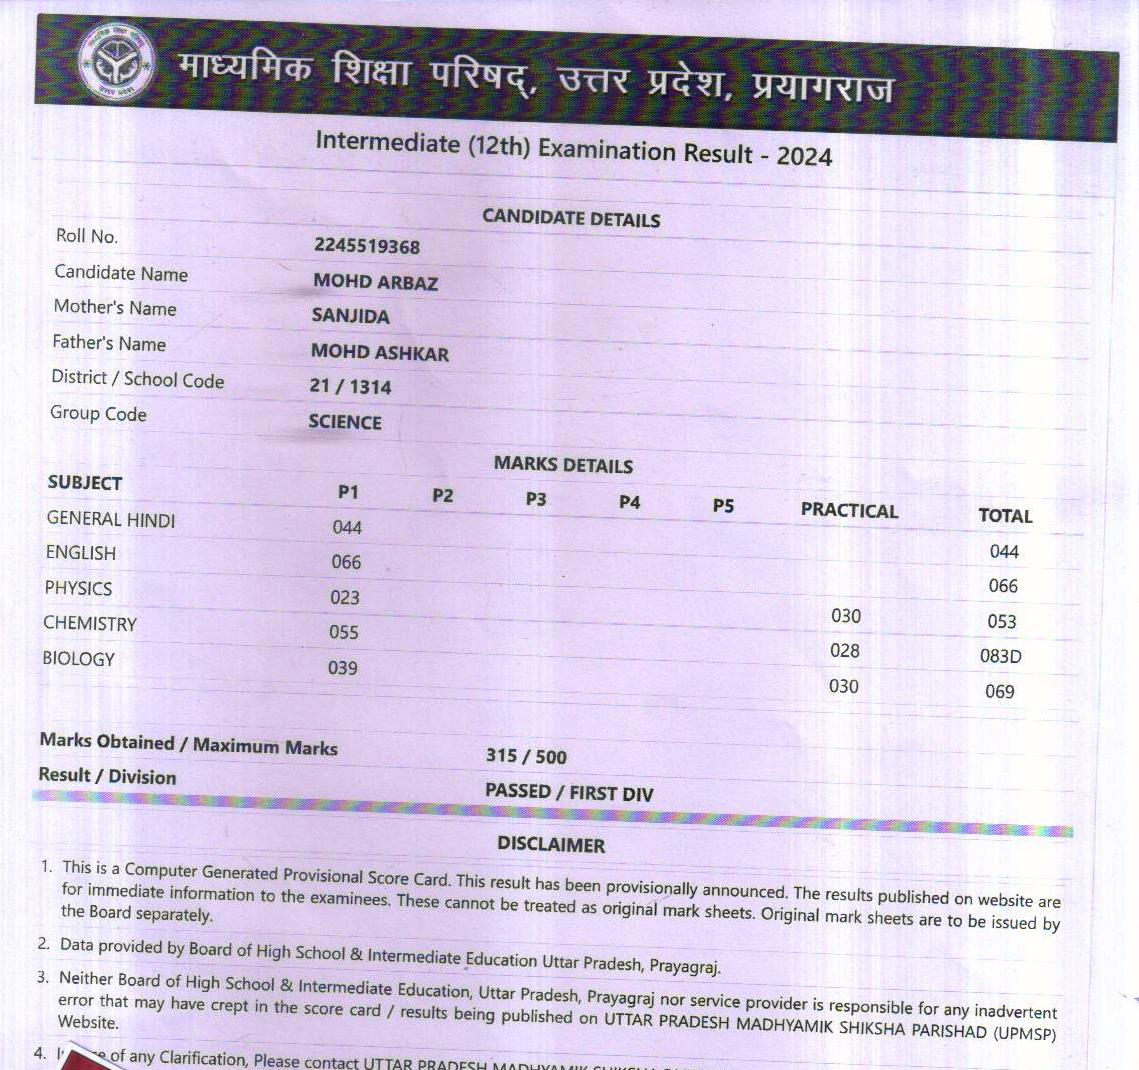 माध्यमिक शिक्षा परिषद्, उत्तर प्रदेश, प्रयागराज
Intermediate (12th) Examination Result - 2024
CANDIDATE DETAILS
Roll No. 2245519368
Candidate Name MOHD ARBAZ
Mother's Name SANJIDA
Father's Name MOHD ASHKAR
District / School Code 21 / 1314
Group Code SCIENCE
MARKS DETAILS
SUBJECT P1 P2 P3 P4 P5 PRACTICAL TOTAL
GENERAL HINDI 044 044
ENGLISH 066 066
PHYSICS 023 030 053
CHEMISTRY 055 028 083D
BIOLOGY 039 030 069
Marks Obtained / Maximum Marks 315 / 500
Result / Division PASSED / FIRST DIV
DISCLAIMER
1. This is a Computer Generated Provisional Score Card. This result has been provisionally announced. The results published on website are
for immediate information to the examinees. These cannot be treated as original mark sheets. Original mark sheets are to be issued by
the Board separately.
2. Data provided by Board of High School & Intermediate Education Uttar Pradesh, Prayagraj.
3. Neither Board of High School & Intermediate Education, Uttar Pradesh, Prayagraj nor service provider is responsible for any inadvertent
error that may have crept in the score card / results being published on UTTAR PRADESH MADHYAMIK SHIKSHA PARISHAD (UPMSP)
Website.
4. of any Clarification, Please contact UTTAR PRADESH MADHYAMIK SHIKSHA